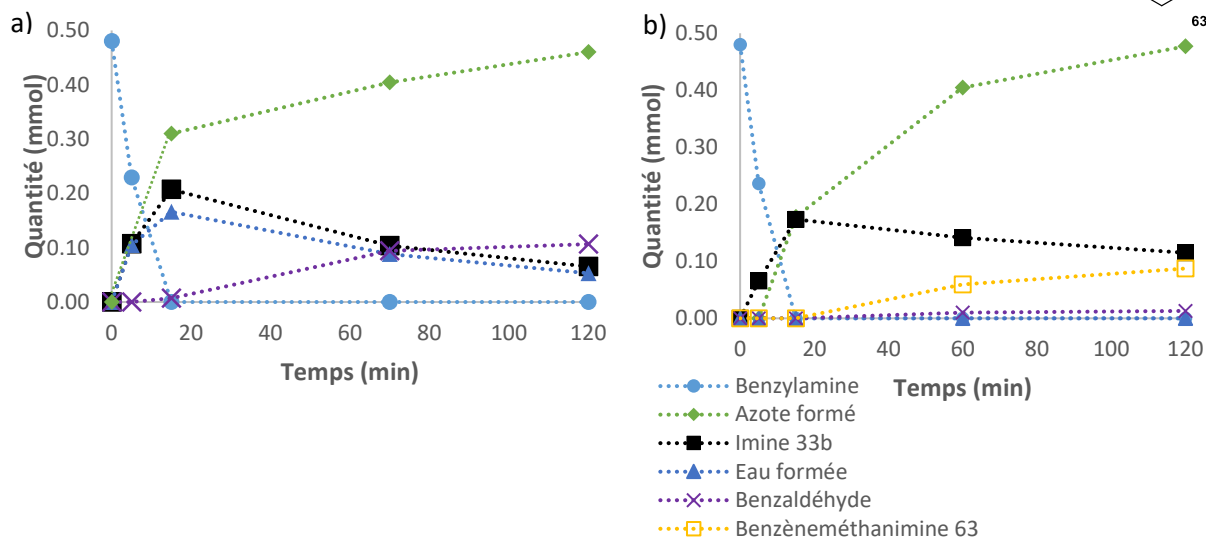 a)
0.50
0.40
0.30
0.20
0.10
0.00
Quantité (mmol)
0
20
40
60
80
100
120
Temps (min)
63
b)
0.50
0.40
0.30
0.20
0.10
0.00
Quantité (mmol)
0
20
40
60
80
100
120
Temps (min)
Benzylamine
Azote formé
Imine 33b
Eau formée
Benzaldéhyde
Benzèneméthanimine 63